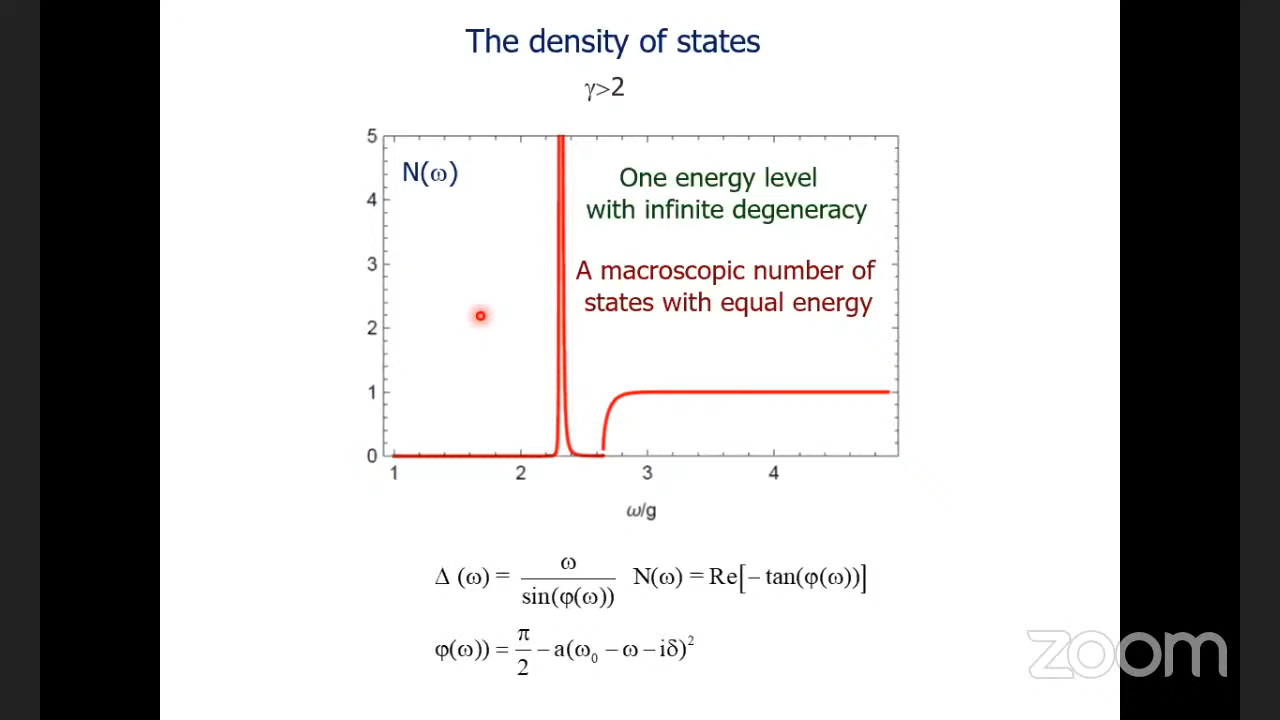 The density of states
γ>2
N(ω)
One energy level
with infinite degeneracy
A macroscopic number of
states with equal energy
5
4
3
2
1
0
1 2 3 4
ω/g
Δ (ω) = ω / sin(φ(ω)) N(ω) = Re[– tan(φ(ω))]
φ(ω)) = π/2 – a(ω₀ – ω – iδ)²
zoom